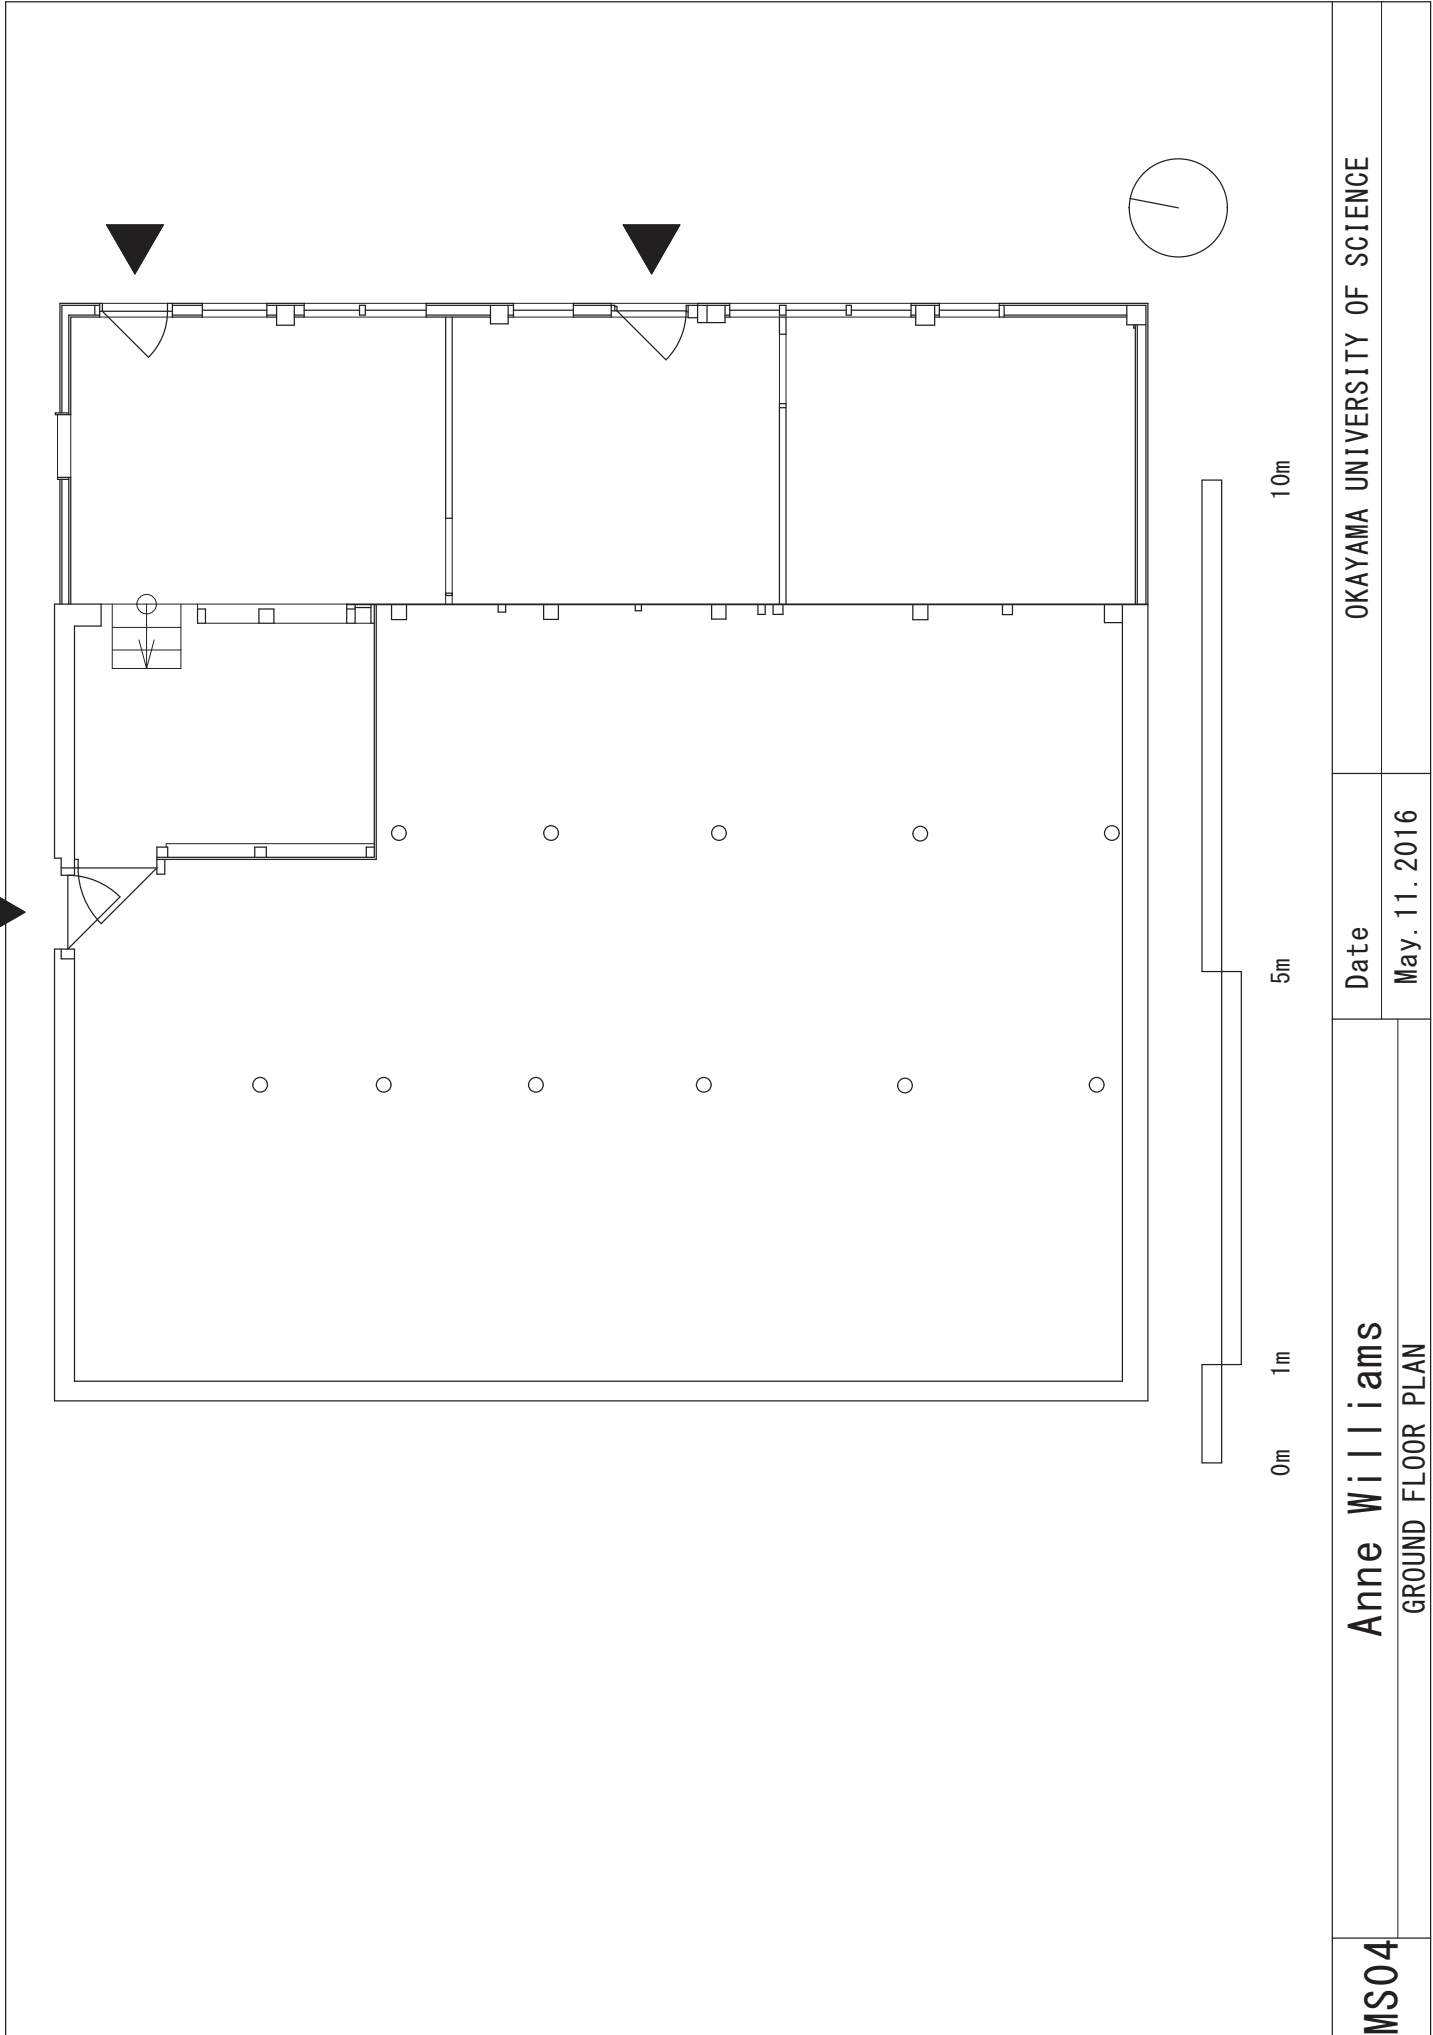 MS04
Anne Williams
GROUND FLOOR PLAN
Date
May.11.2016
OKAYAMA UNIVERSITY OF SCIENCE
0m
1m
5m
10m